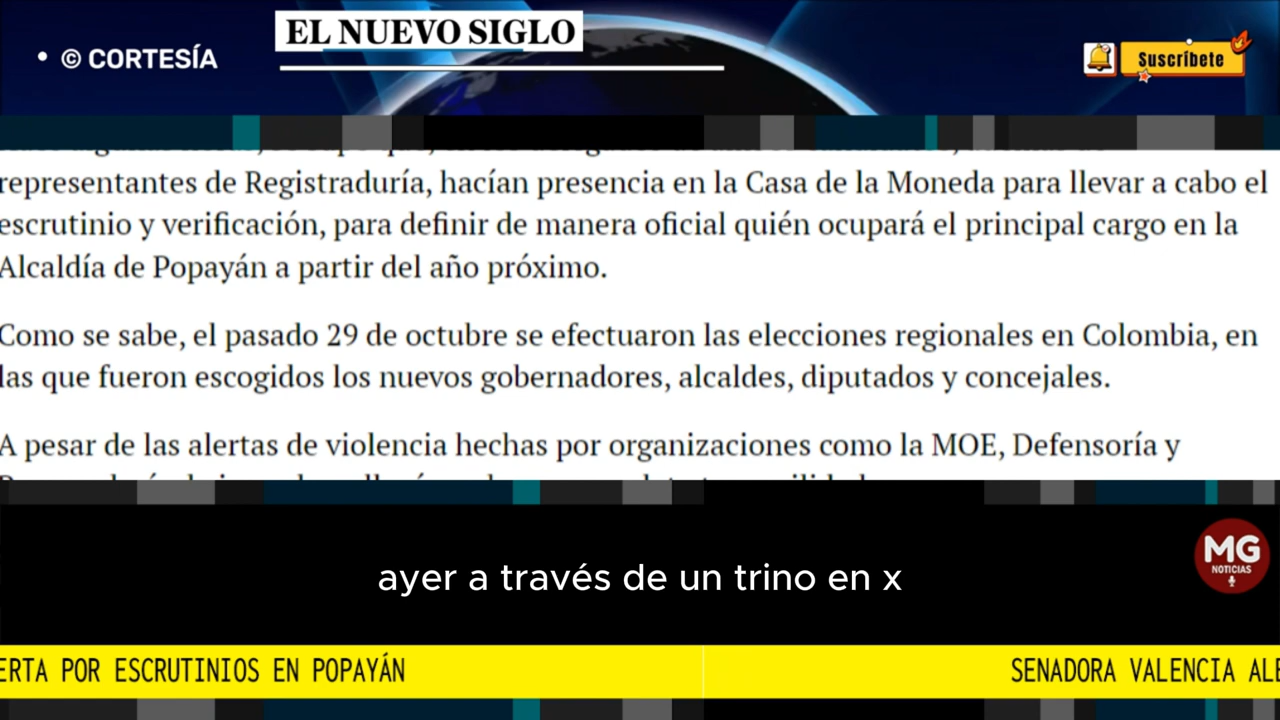 EL NUEVO SIGLO
• © CORTESÍA
Suscríbete
representantes de Registraduría, hacían presencia en la Casa de la Moneda para llevar a cabo el
escrutinio y verificación, para definir de manera oficial quién ocupará el principal cargo en la
Alcaldía de Popayán a partir del año próximo.
Como se sabe, el pasado 29 de octubre se efectuaron las elecciones regionales en Colombia, en
las que fueron escogidos los nuevos gobernadores, alcaldes, diputados y concejales.
A pesar de las alertas de violencia hechas por organizaciones como la MOE, Defensoría y
MG
NOTICIAS
ayer a través de un trino en x
ERTA POR ESCRUTINIOS EN POPAYÁN
SENADORA VALENCIA ALE